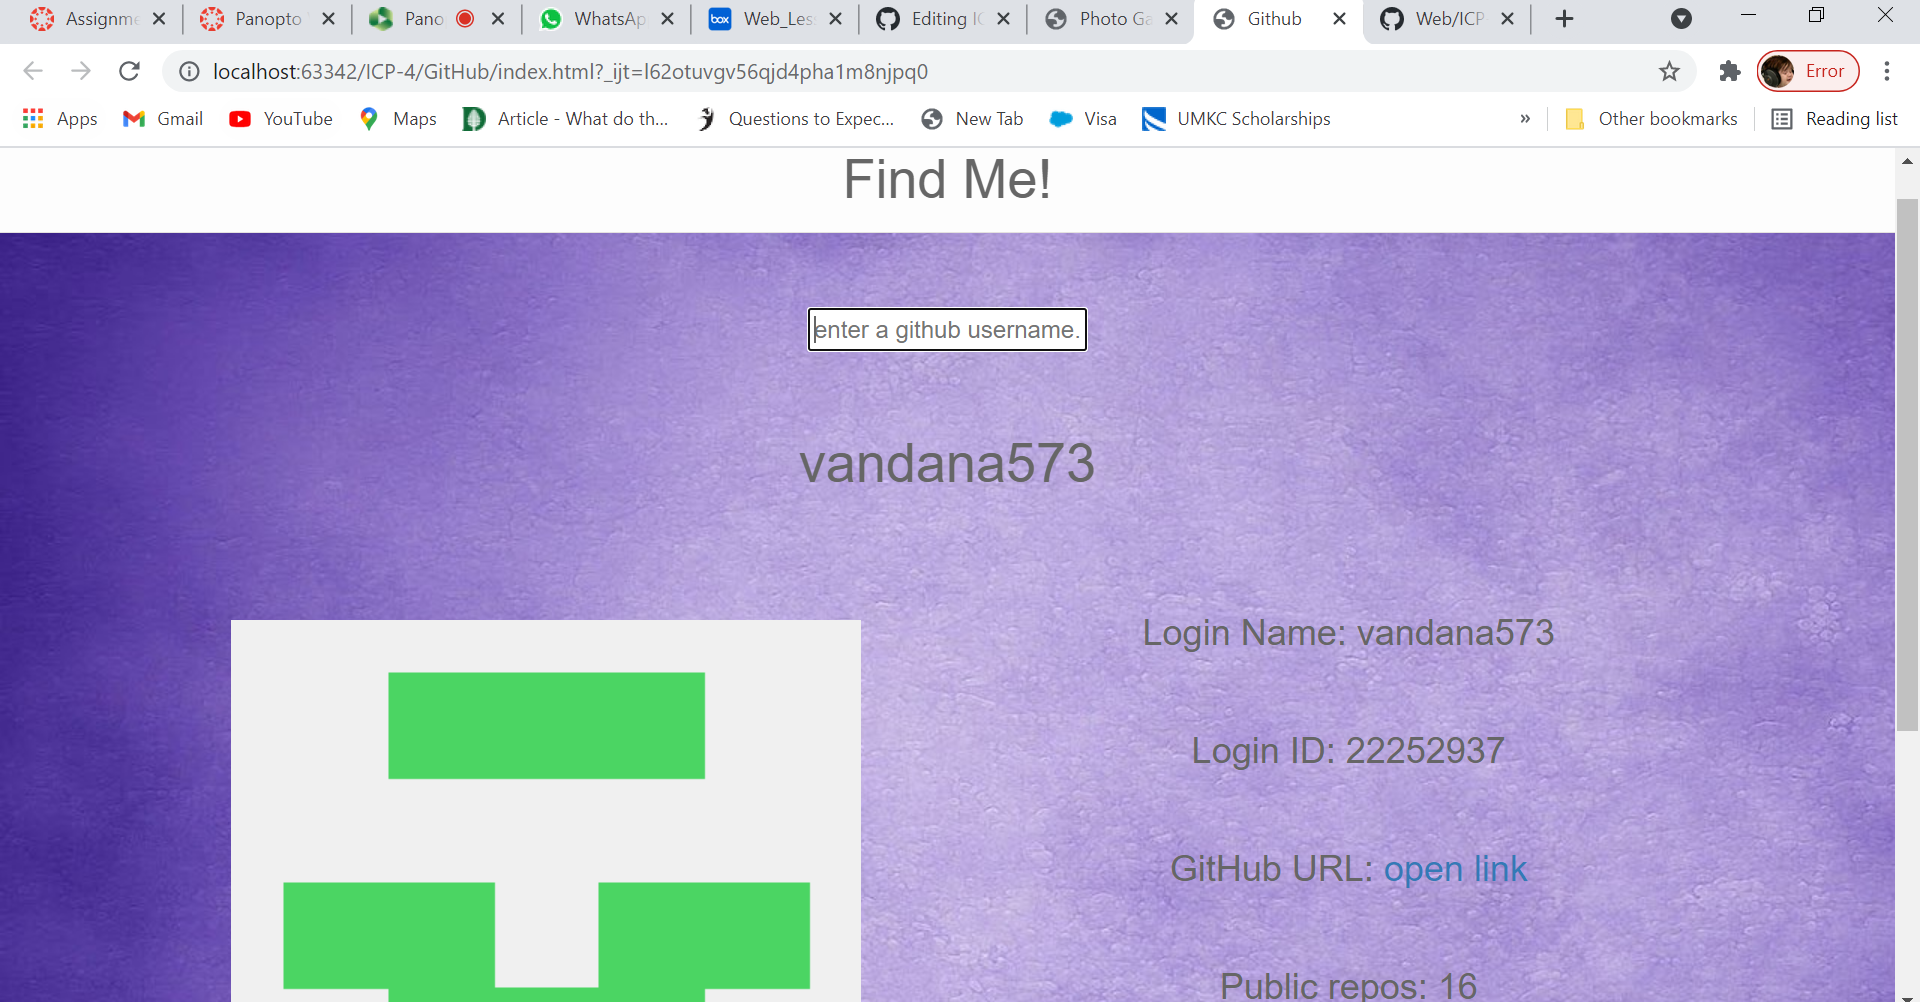 Assignme Panopto Pano WhatsAp Web_Les Editing IC Photo Ga Github Web/ICP
localhost:63342/ICP-4/GitHub/index.html?_ijt=l62otuvgv56qjd4pha1m8njpq0 Error
Apps Gmail YouTube Maps Article - What do th... Questions to Expec... New Tab Visa UMKC Scholarships » Other bookmarks Reading list
Find Me!
enter a github username.
vandana573
Login Name: vandana573
Login ID: 22252937
GitHub URL: open link
Public repos: 16